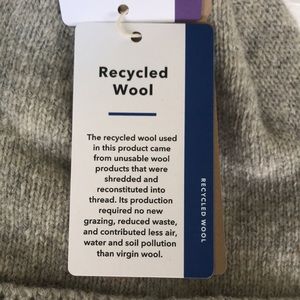 Recycled
Wool
The recycled wool used
in this product came
from unusable wool
products that were
shredded and
reconstituted into
thread. Its production
required no new
grazing, reduced waste,
and contributed less air,
water and soil pollution
than virgin wool.
RECYCLED WOOL